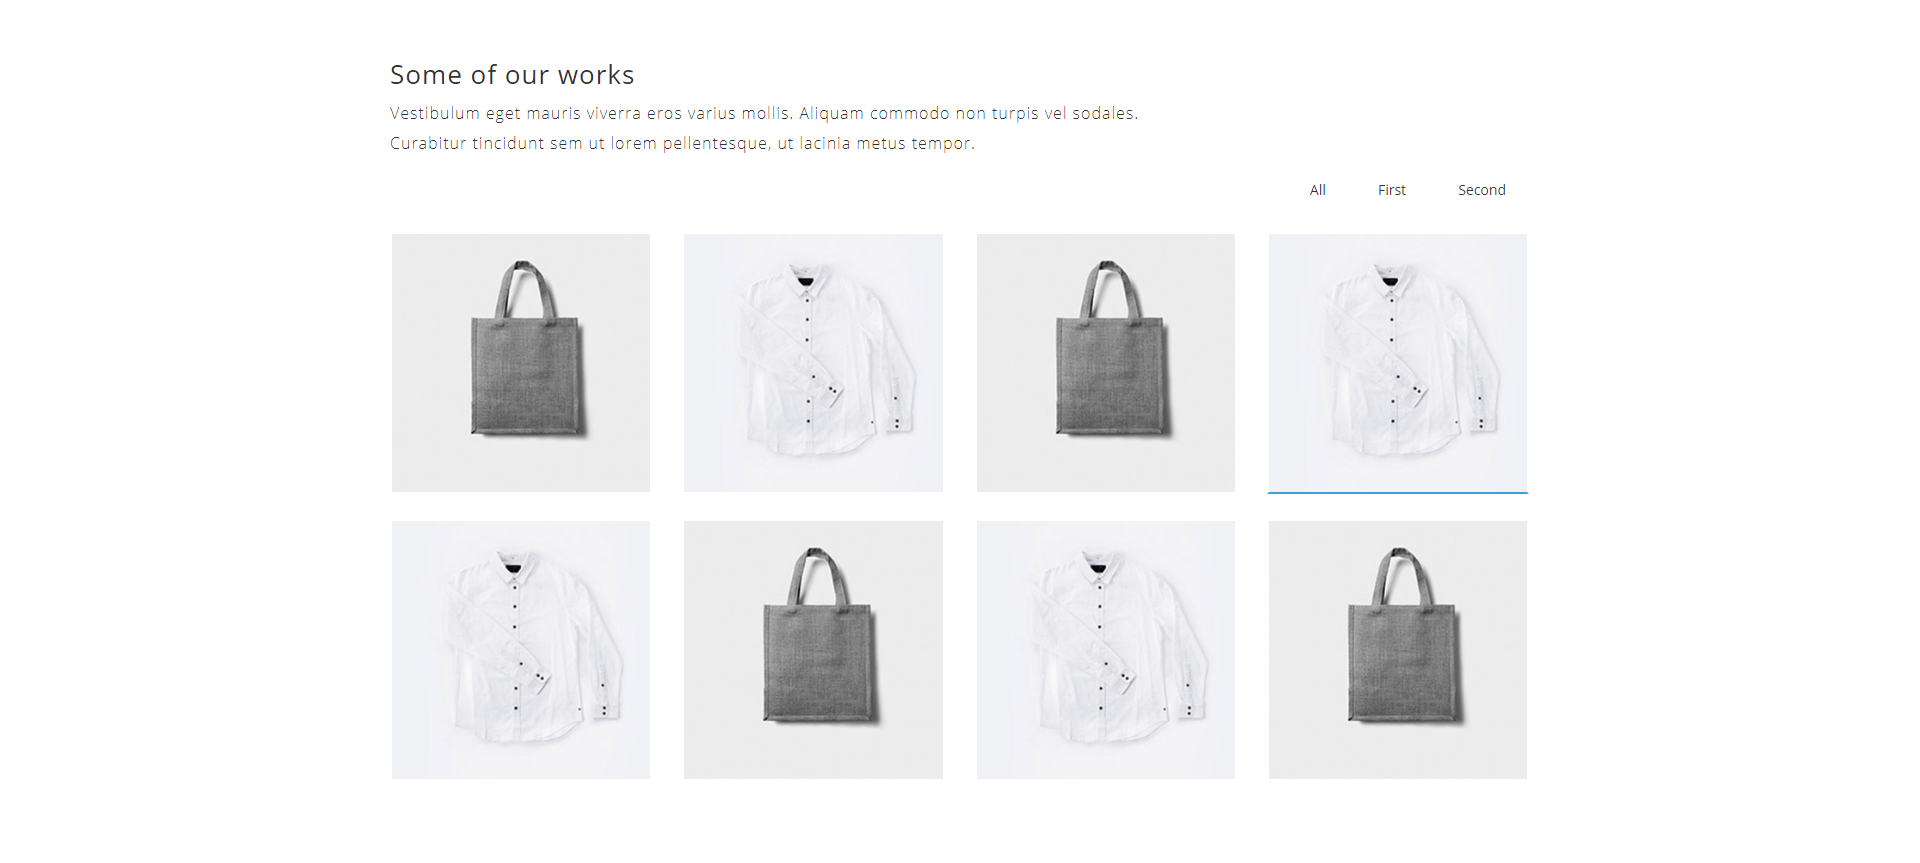 Some of our works
Vestibulum eget mauris viverra eros varius mollis. Aliquam commodo non turpis vel sodales.
Curabitur tincidunt sem ut lorem pellentesque, ut lacinia metus tempor.
All First Second